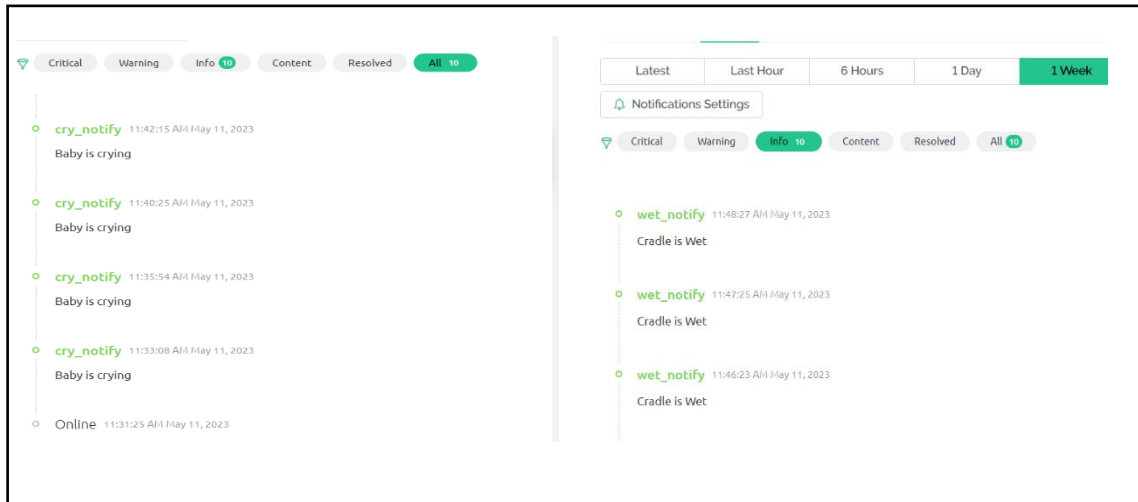 Critical Warning Info 10 Content Resolved All 10
cry_notify 11:42:15 AM May 11, 2023
Baby is crying
cry_notify 11:40:25 AM May 11, 2023
Baby is crying
cry_notify 11:35:54 AM May 11, 2023
Baby is crying
cry_notify 11:33:08 AM May 11, 2023
Baby is crying
Online 11:31:25 AM May 11, 2023
Latest Last Hour 6 Hours 1 Day 1 Week
Notifications Settings
Critical Warning Info 10 Content Resolved All 10
wet_notify 11:48:27 AM May 11, 2023
Cradle is Wet
wet_notify 11:47:25 AM May 11, 2023
Cradle is Wet
wet_notify 11:46:23 AM May 11, 2023
Cradle is Wet